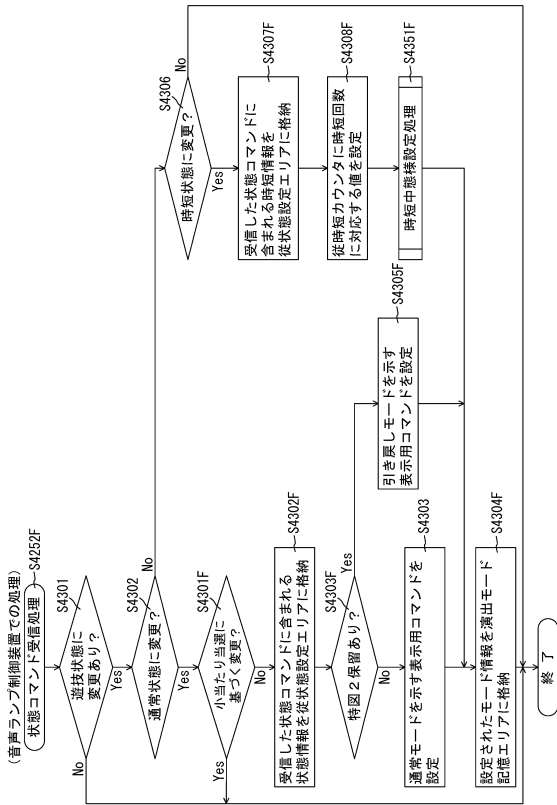 (音声ランプ制御装置での処理)
状態コマンド受信処理
S4252F
S4301
遊技状態に
変更あり?
No
Yes
S4302
通常状態に変更?
No
Yes
S4301F
小当たり当選に
基づく変更?
Yes
No
S4302F
受信した状態コマンドに含まれる
状態情報を従状態設定エリアに格納
S4303F
特図2保留あり?
Yes
No
S4303
通常モードを示す表示用コマンドを
設定
S4305F
引き戻しモードを示す
表示用コマンドを設定
S4306
時短状態に変更?
No
Yes
S4307F
受信した状態コマンドに
含まれる時短情報を
従状態設定エリアに格納
S4308F
従時短カウンタに時短回数
に対応する値を設定
S4351F
時短中態様設定処理
S4304F
設定されたモード情報を演出モード
記憶エリアに格納
終了